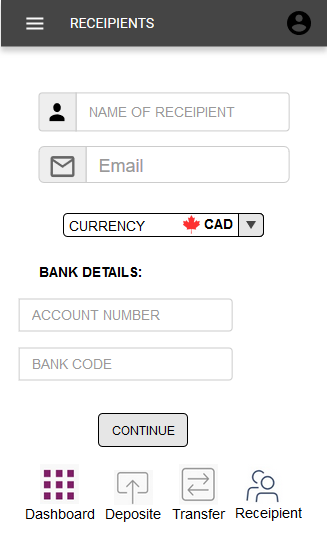 RECEIPIENTS
NAME OF RECEIPIENT
Email
CURRENCY CAD
BANK DETAILS:
ACCOUNT NUMBER
BANK CODE
CONTINUE
Dashboard Deposite Transfer Receipient